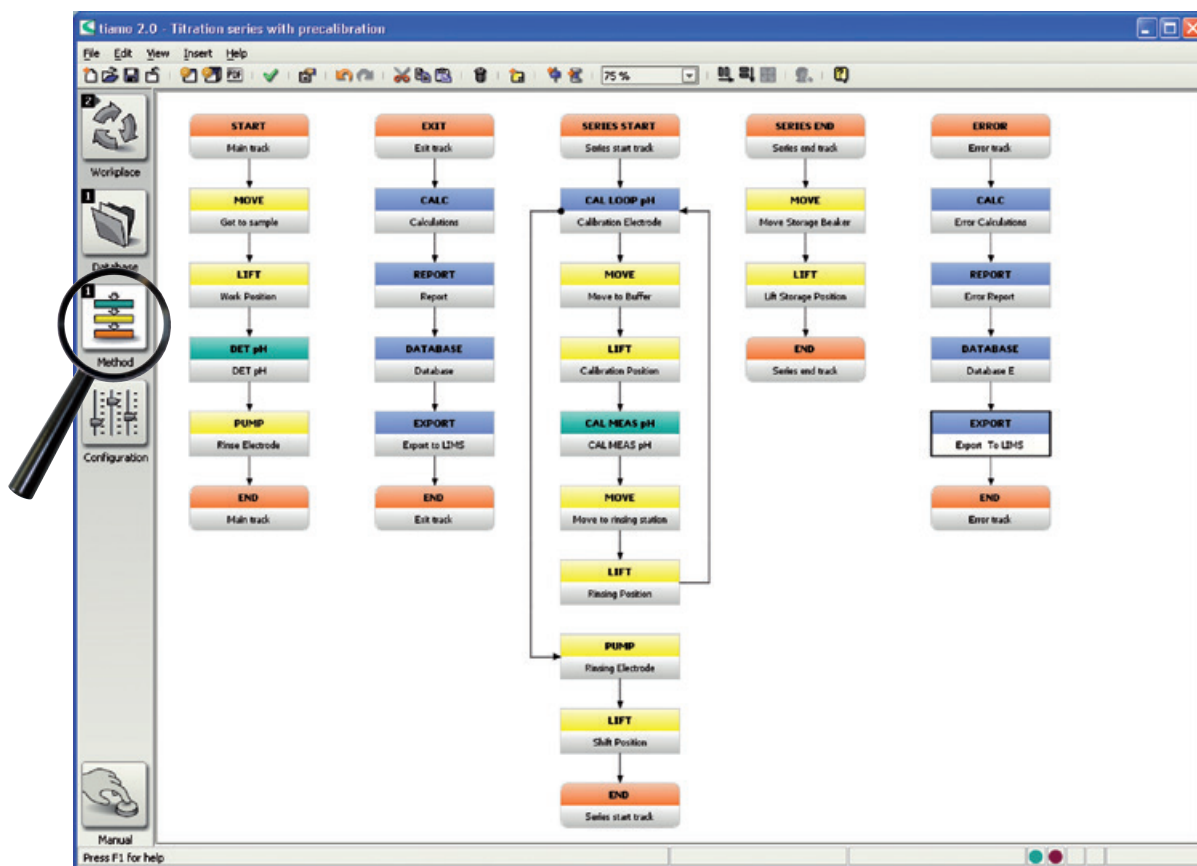 tiamo 2.0 - Titration series with precalibration
File Edit View Insert Help
PDF
75 %
2
Workplace
1
Database
1
Method
Configuration
Manual
START
Main track
MOVE
Got to sample
LIFT
Work Position
DET pH
DET pH
PUMP
Rinse Electrode
END
Main track
EXIT
Exit track
CALC
Calculations
REPORT
Report
DATABASE
Database
EXPORT
Export to LIMS
END
Exit track
SERIES START
Series start track
CAL LOOP pH
Calibration Electrode
MOVE
Move to Buffer
LIFT
Calibration Position
CAL MEAS pH
CAL MEAS pH
MOVE
Move to rinsing station
LIFT
Rinsing Position
PUMP
Rinsing Electrode
LIFT
Shift Position
END
Series start track
SERIES END
Series end track
MOVE
Move Storage Beaker
LIFT
Lift Storage Position
END
Series end track
ERROR
Error track
CALC
Error Calculations
REPORT
Error Report
DATABASE
Database E
EXPORT
Export To LIMS
END
Error track
Press F1 for help